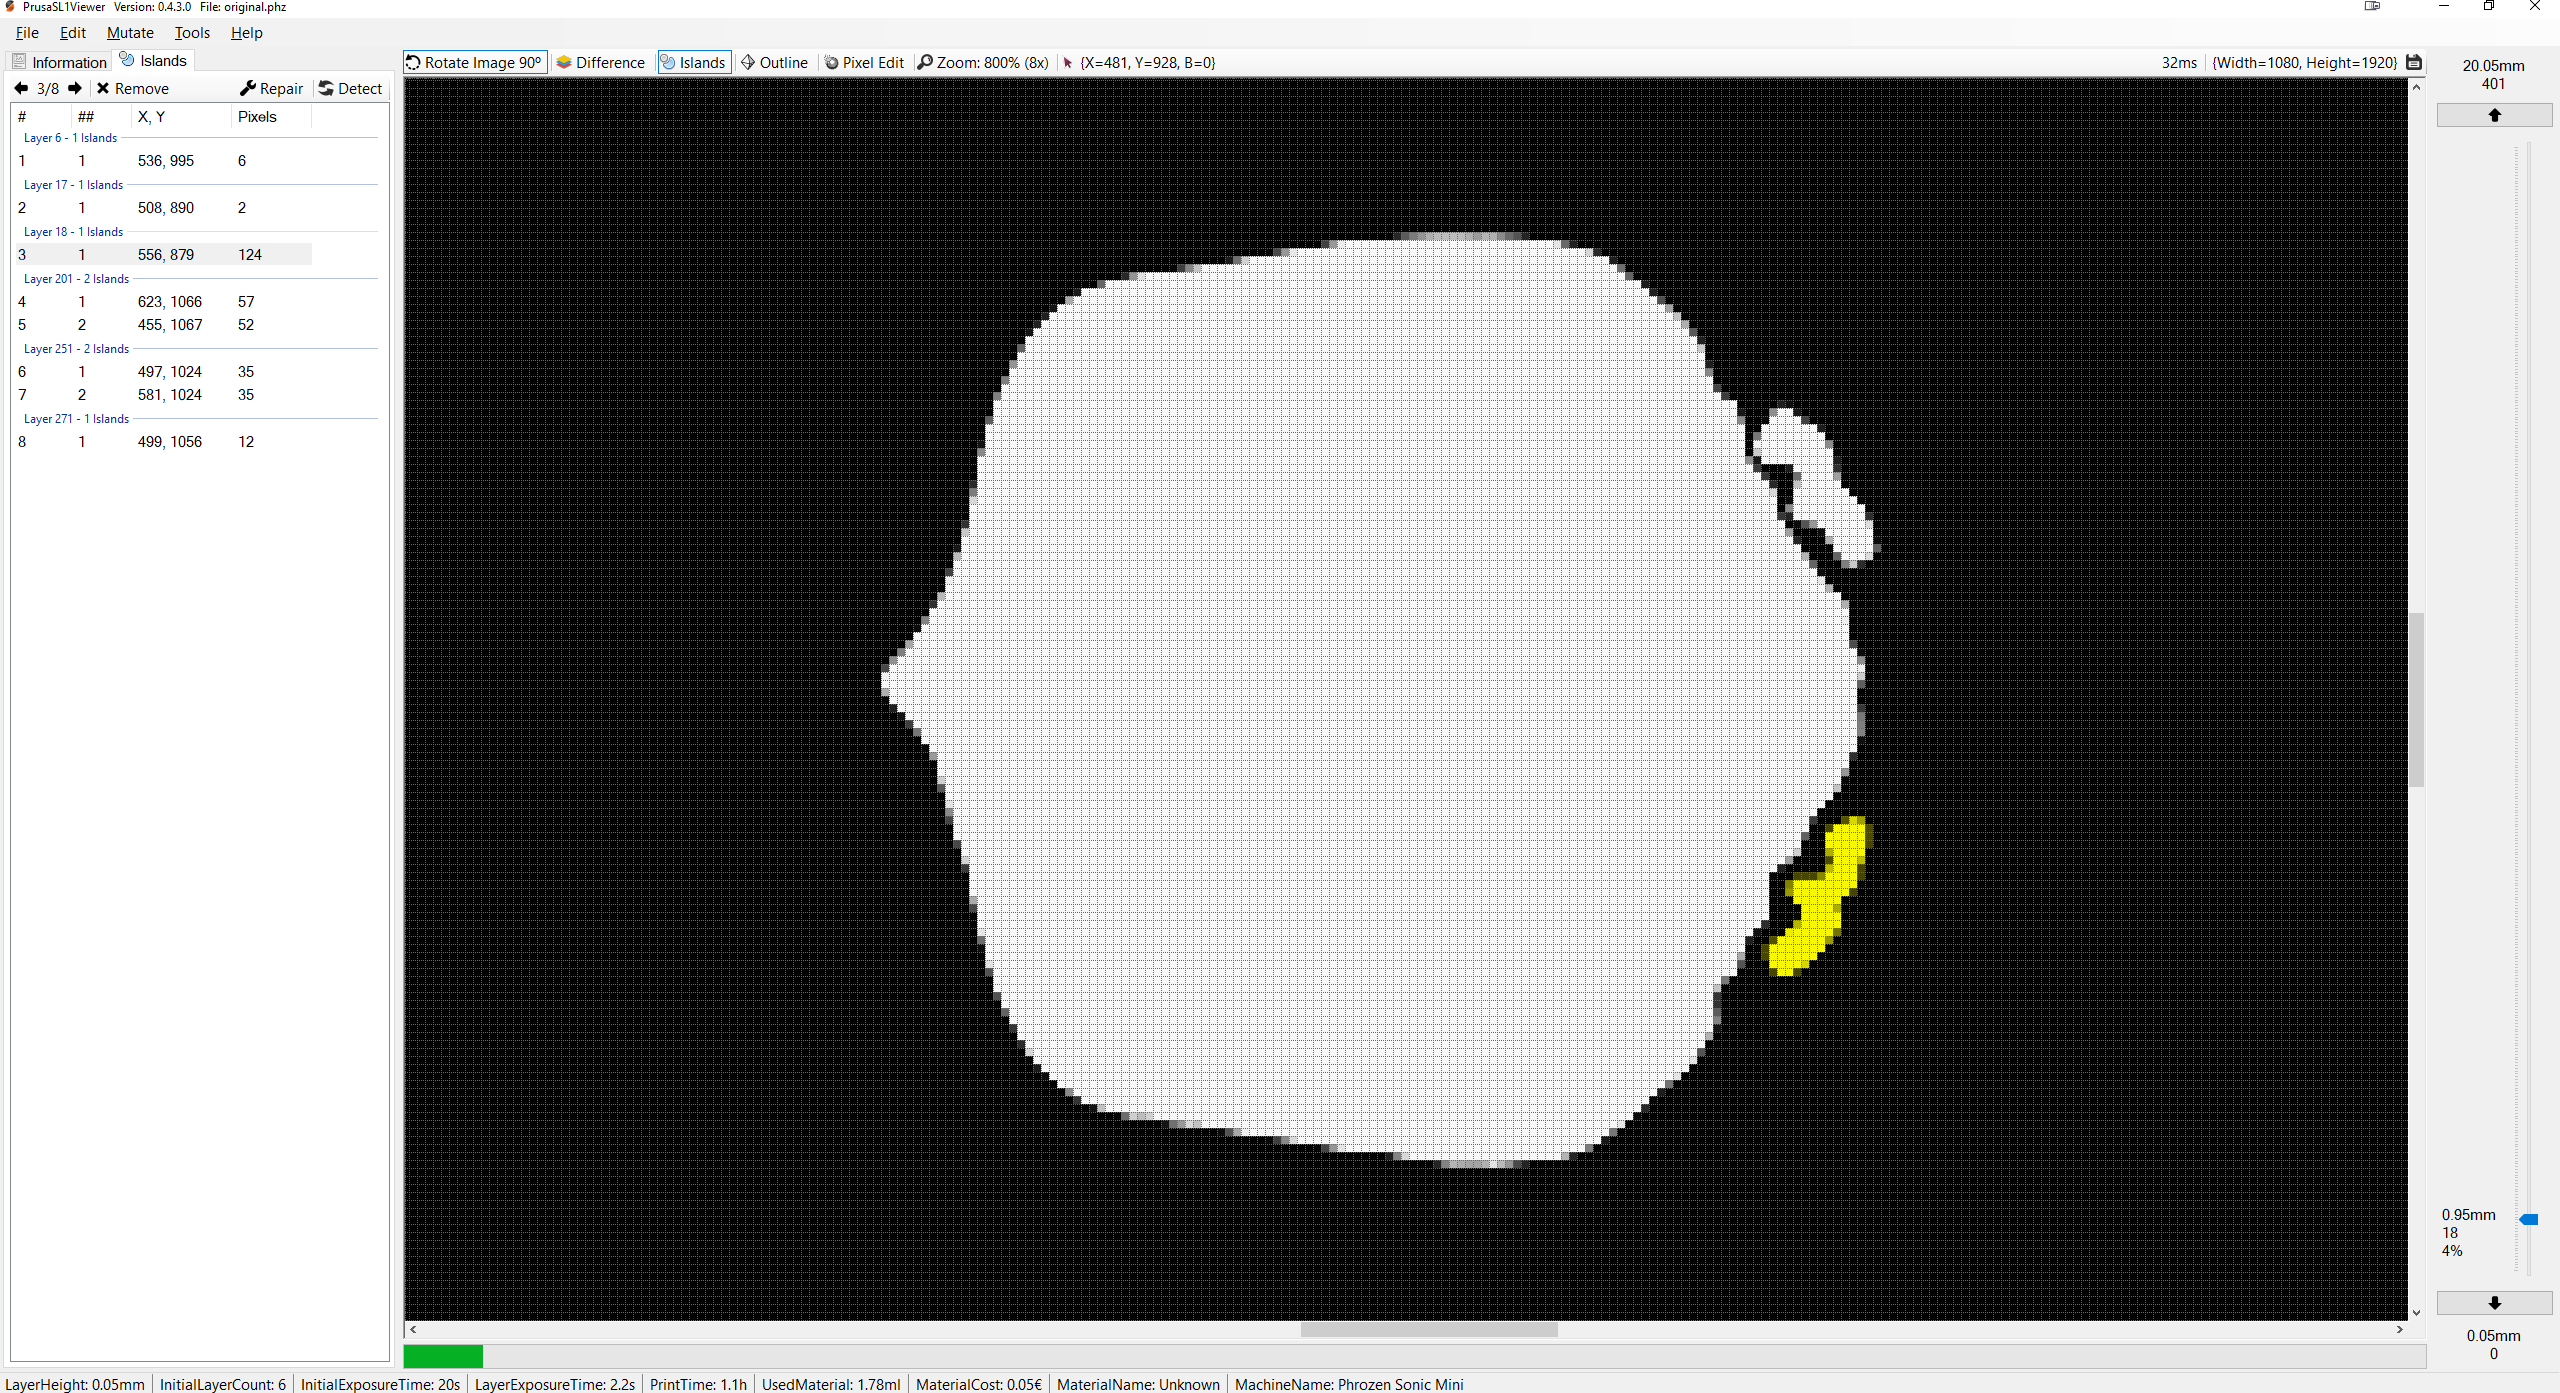 PrusaSL1Viewer Version: 0.4.3.0 File: original.phz
File Edit Mutate Tools Help
Information Islands
Rotate Image 90º Difference Islands Outline Pixel Edit Zoom: 800% (8x) {X=481, Y=928, B=0} 32ms {Width=1080, Height=1920}
20.05mm
401
3/8 Remove Repair Detect
# ## X, Y Pixels
Layer 6 - 1 Islands
1 1 536, 995 6
Layer 17 - 1 Islands
2 1 508, 890 2
Layer 18 - 1 Islands
3 1 556, 879 124
Layer 201 - 2 Islands
4 1 623, 1066 57
5 2 455, 1067 52
Layer 251 - 2 Islands
6 1 497, 1024 35
7 2 581, 1024 35
Layer 271 - 1 Islands
8 1 499, 1056 12
0.95mm
18
4%
0.05mm
0
LayerHeight: 0.05mm InitialLayerCount: 6 InitialExposureTime: 20s LayerExposureTime: 2.2s PrintTime: 1.1h UsedMaterial: 1.78ml MaterialCost: 0.05€ MaterialName: Unknown MachineName: Phrozen Sonic Mini